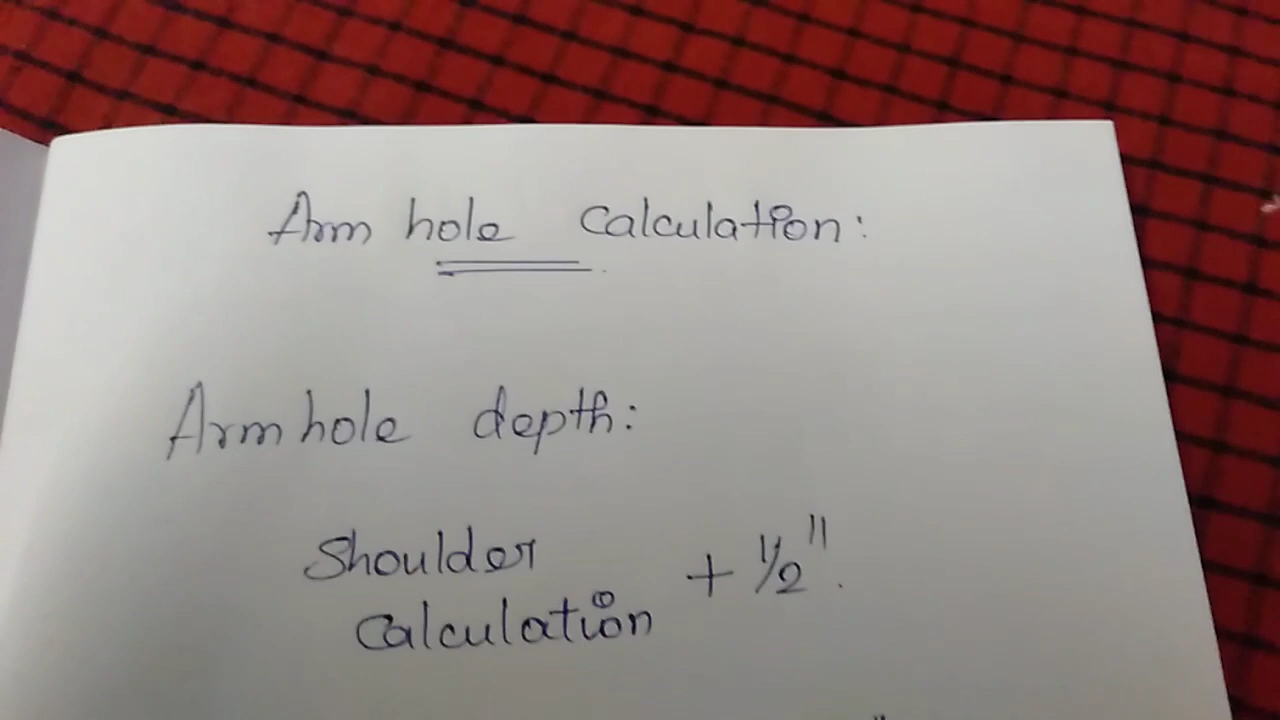 Arm hole Calculation:
Armhole depth:
Shoulder
Calculation + 1/2".